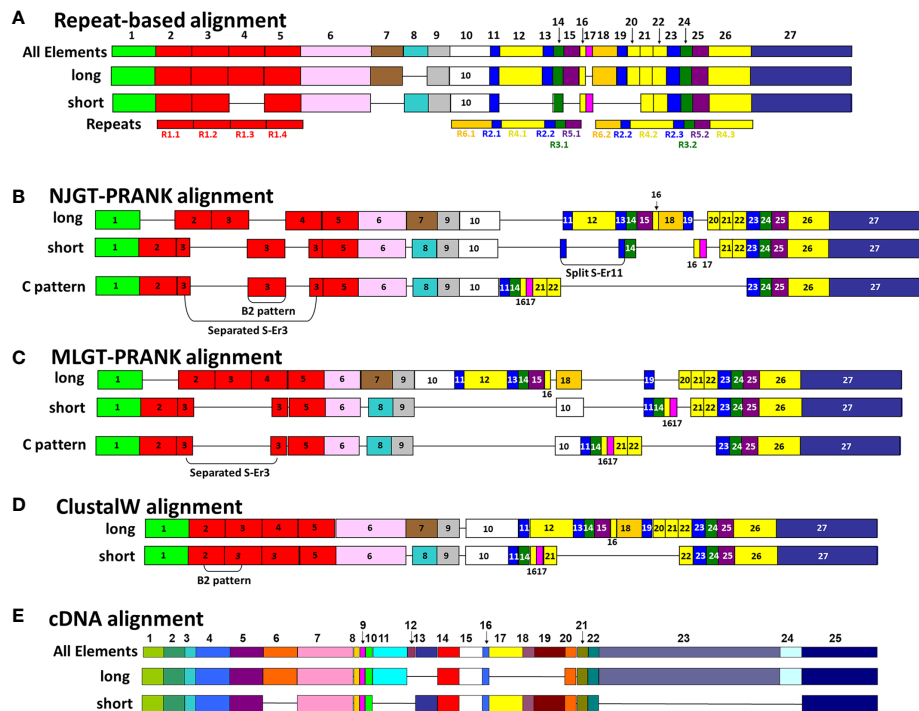 A Repeat-based alignment
14 16 20 22 24
1 2 3 4 5 6 7 8 9 10 11 12 13 15 17 18 19 21 23 25 26 27
All Elements
long 10
short 10
Repeats
R1.1 R1.2 R1.3 R1.4 R6.1 R2.1 R4.1 R2.2 R5.1 R6.2 R2.2 R4.2 R2.3 R5.2 R4.3
R3.1 R3.2
B NJGT-PRANK alignment
16
long 1 2 3 4 5 6 7 9 10 11 12 13 14 15 18 19 20 21 22 23 24 25 26 27
short 1 2 3 3 3 5 6 8 9 10 14 21 22 23 24 25 26 27
16 17
Split S-Er11
C pattern 1 2 3 3 3 5 6 8 9 10 11 14 21 22 23 24 25 26 27
1617
B2 pattern
Separated S-Er3
C MLGT-PRANK alignment
long 1 2 3 4 5 6 7 9 10 11 12 13 14 15 18 19 20 21 22 23 24 25 26 27
16
short 1 2 3 3 5 6 8 9 10 11 14 21 22 23 24 25 26 27
1617
C pattern 1 2 3 3 5 6 8 9 10 11 14 21 22 23 24 25 26 27
1617
Separated S-Er3
D ClustalW alignment
long 1 2 3 4 5 6 7 9 10 11 12 13 14 15 18 19 20 21 22 23 24 25 26 27
16
short 1 2 3 3 5 6 8 9 10 11 14 21 22 23 24 25 26 27
1617
B2 pattern
E cDNA alignment
9 12 16 21
1 2 3 4 5 6 7 8 10 11 13 14 15 17 18 19 20 22 23 24 25
All Elements
long
short